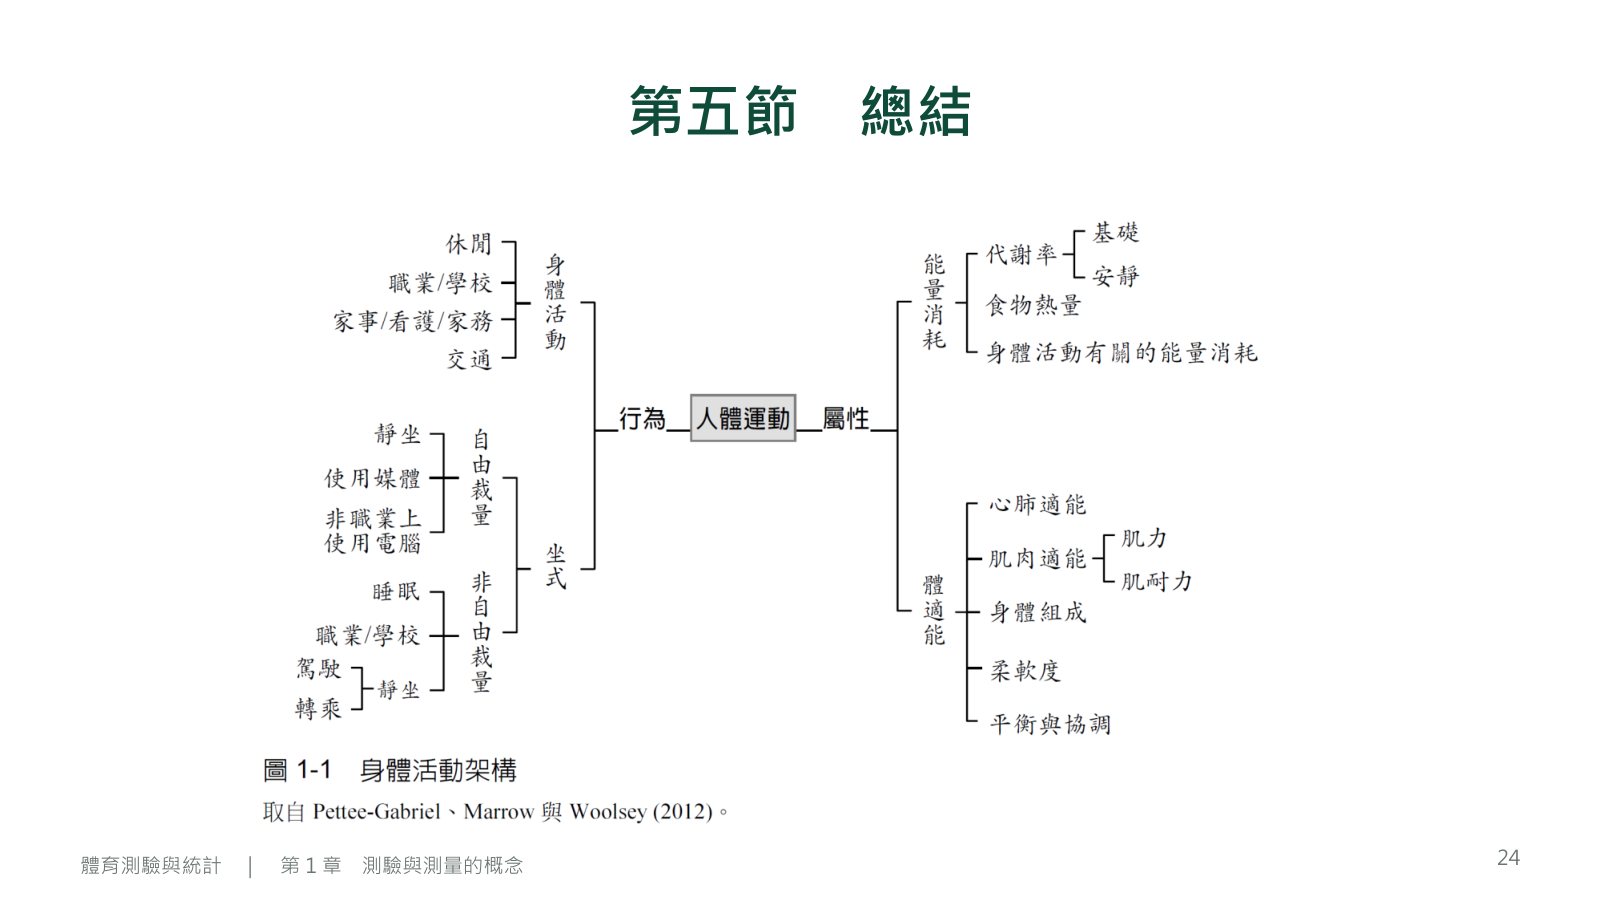 第五節　總結
休閒
職業/學校
家事/看護/家務
交通
身體活動
靜坐
使用媒體
非職業上
使用電腦
自由裁量
睡眠
職業/學校
駕駛
轉乘
靜坐
非自由裁量
坐式
行為
人體運動
屬性
能量消耗
代謝率
基礎
安靜
食物熱量
身體活動有關的能量消耗
體適能
心肺適能
肌肉適能
肌力
肌耐力
身體組成
柔軟度
平衡與協調
圖 1-1　身體活動架構
取自 Pettee-Gabriel、Marrow 與 Woolsey (2012)。
體育測驗與統計　|　第 1 章　測驗與測量的概念
24